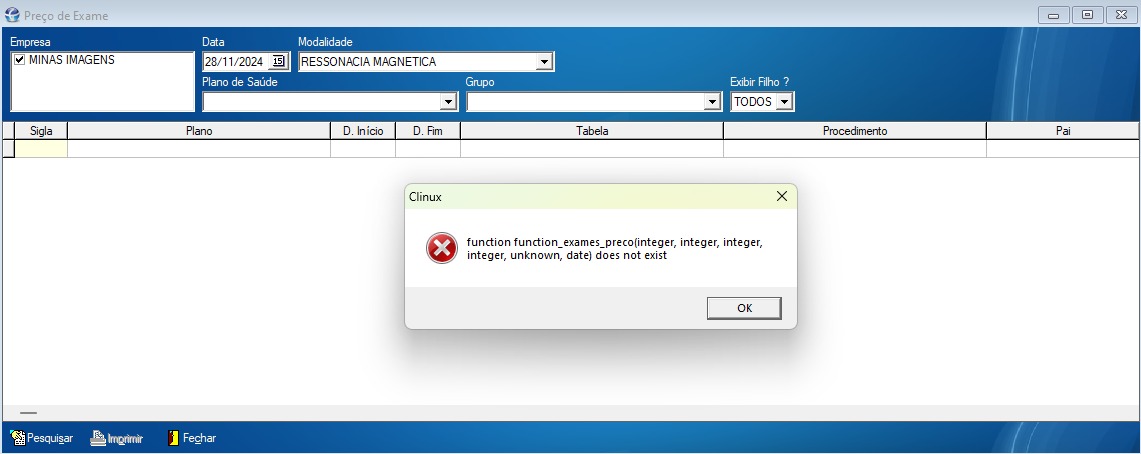 Preço de Exame
Empresa
Data
Modalidade
MINAS IMAGENS
28/11/2024
15
RESSONACIA MAGNETICA
Plano de Saúde
Grupo
Exibir Filho ?
TODOS
Sigla
Plano
D. Início
D. Fim
Tabela
Procedimento
Pai
Clinux
function function_exames_preco(integer, integer, integer,
integer, unknown, date) does not exist
OK
Pesquisar
Imprimir
Fechar